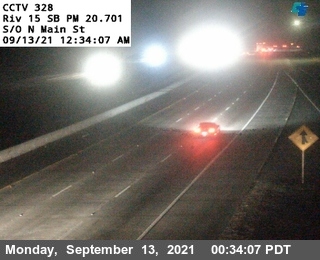 CCTV 328
Riv 15 SB PM 20.701
S/O N Main St
09/13/21 12:34:07 AM
Monday, September 13, 2021 00:34:07 PDT